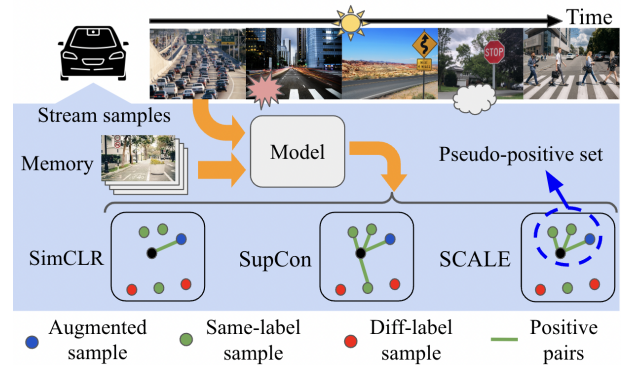 Time
STOP
Stream samples
Memory
Model
Pseudo-positive set
SimCLR
SupCon
SCALE
Augmented
sample
Same-label
sample
Diff-label
sample
Positive
pairs